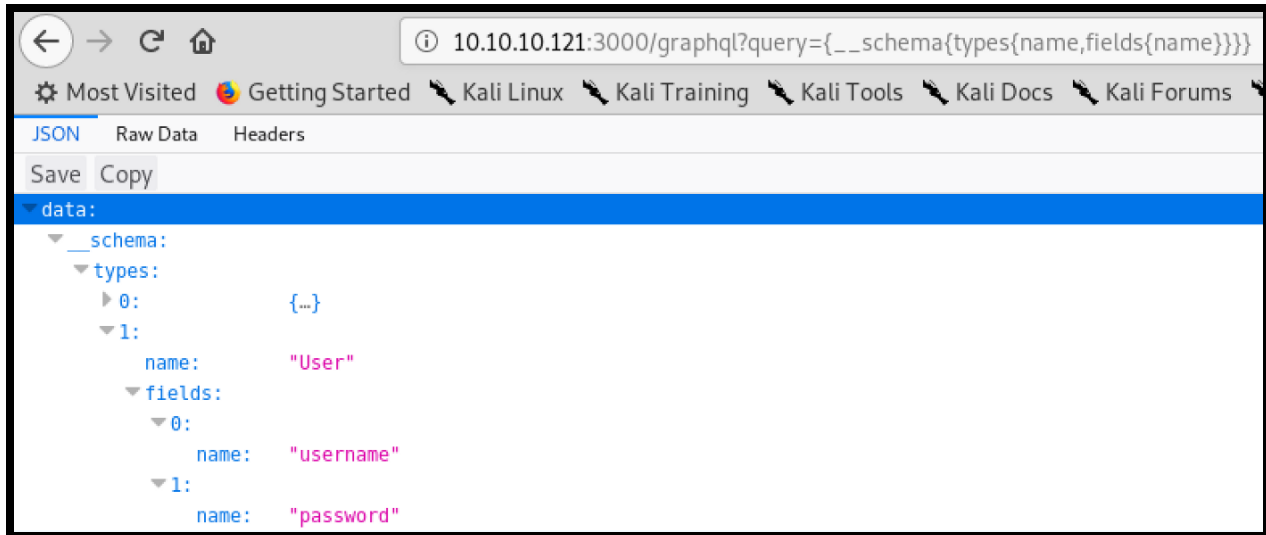 10.10.10.121:3000/graphql?query={__schema{types{name,fields{name}}}}
Most Visited Getting Started Kali Linux Kali Training Kali Tools Kali Docs Kali Forums
JSON Raw Data Headers
Save Copy
data:
__schema:
types:
0: {…}
1:
name: "User"
fields:
0:
name: "username"
1:
name: "password"